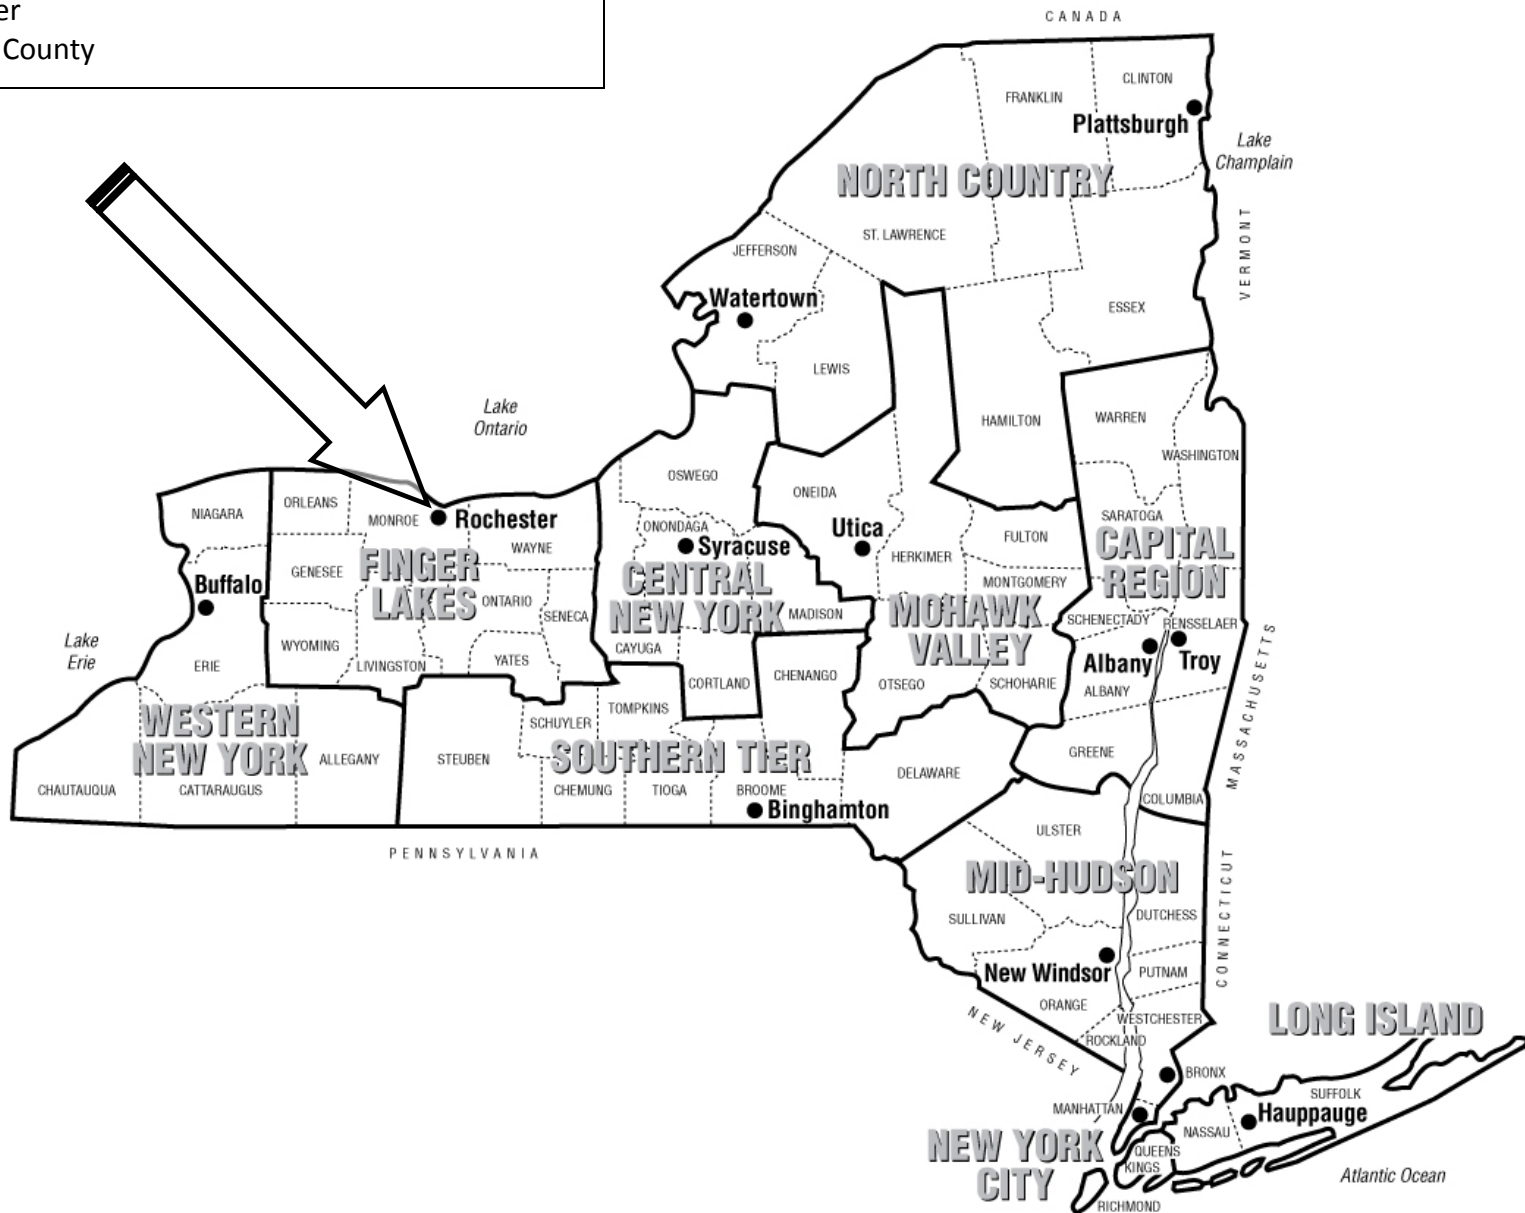 er
County
CANADA
CLINTON
FRANKLIN
Plattsburgh
Lake
Champlain
NORTH COUNTRY
VERMONT
ST. LAWRENCE
JEFFERSON
Watertown
ESSEX
LEWIS
Lake
Ontario
HAMILTON
WARREN
WASHINGTON
OSWEGO
ONEIDA
NIAGARA
ORLEANS
MONROE
Rochester
ONONDAGA
Syracuse
Utica
HERKIMER
FULTON
SARATOGA
CAPITAL
REGION
WAYNE
FINGER
LAKES
GENESEE
CENTRAL
NEW YORK
MONTGOMERY
Buffalo
ONTARIO
SENECA
MADISON
MOHAWK
VALLEY
SCHENECTADY
RENSSELAER
Lake
Erie
ERIE
WYOMING
LIVINGSTON
YATES
CAYUGA
CORTLAND
CHENANGO
OTSEGO
SCHOHARIE
Albany
Troy
ALBANY
MASSACHUSETTS
WESTERN
NEW YORK
ALLEGANY
STEUBEN
SCHUYLER
TOMPKINS
SOUTHERN TIER
GREENE
DELAWARE
CHAUTAUQUA
CATTARAUGUS
CHEMUNG
TIOGA
BROOME
Binghamton
COLUMBIA
PENNSYLVANIA
ULSTER
MID-HUDSON
CONNECTICUT
SULLIVAN
DUTCHESS
New Windsor
PUTNAM
ORANGE
NEW JERSEY
WESTCHESTER
ROCKLAND
LONG ISLAND
BRONX
SUFFOLK
MANHATTAN
Hauppauge
NASSAU
NEW YORK
CITY
QUEENS
KINGS
Atlantic Ocean
RICHMOND